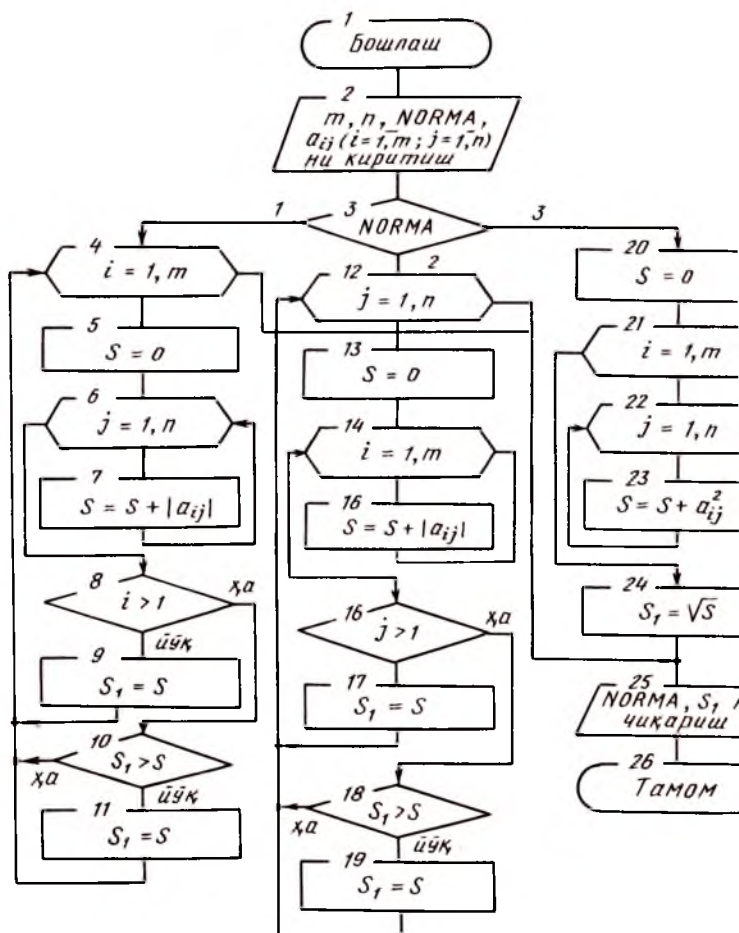 1
Бошлаш
2
m, n, NORMA,
aij (i=1,m ; j=1,n)
ни киритиш
1
3
NORMA
3
2
4
i = 1, m
5
S = 0
6
j = 1, n
7
S = S + |aij|
8
i > 1
ҳа
йўқ
9
S1 = S
10
S1 > S
ҳа
йўқ
11
S1 = S
12
j = 1, n
13
S = 0
14
i = 1, m
16
S = S + |aij|
16
j > 1
ҳа
йўқ
17
S1 = S
18
S1 > S
ҳа
йўқ
19
S1 = S
20
S = 0
21
i = 1, m
22
j = 1, n
23
S = S + a²ij
24
S1 = √S
25
NORMA, S1
чиқариш
26
Тамом